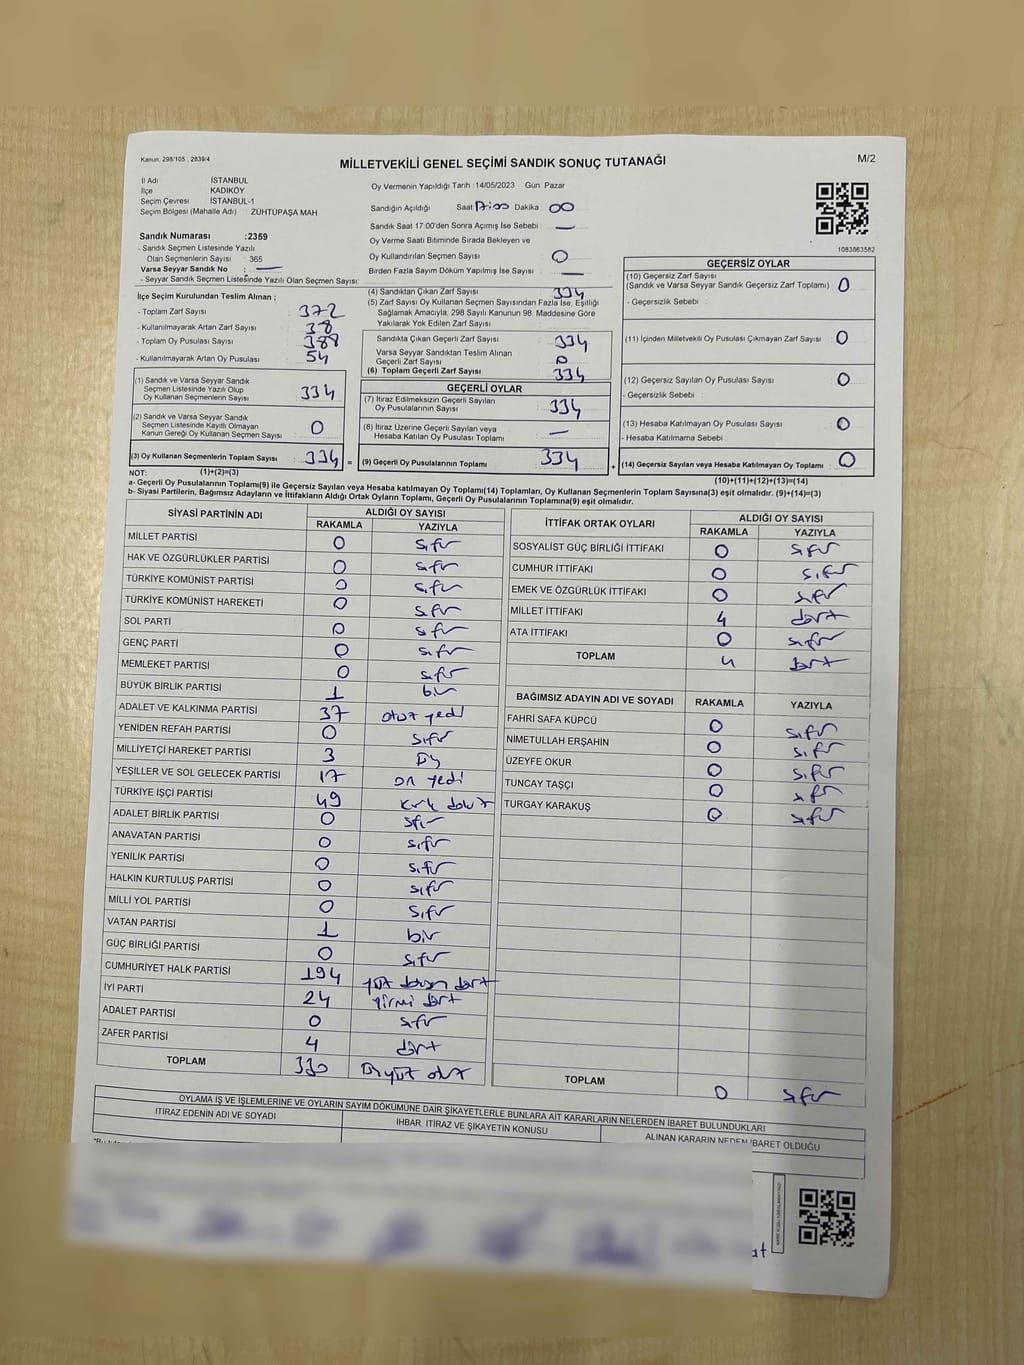 Kanun: 298/105 , 2839/4
MİLLETVEKİLİ GENEL SEÇİMİ SANDIK SONUÇ TUTANAĞI
M/2
İl Adı İSTANBUL
İlçe KADIKÖY
Seçim Çevresi İSTANBUL-1
Seçim Bölgesi (Mahalle Adı) : ZÜHTÜPAŞA MAH.
Sandık Numarası :2359
- Sandık Seçmen Listesinde Yazılı
Olan Seçmenlerin Sayısı : 365
Varsa Seyyar Sandık No : —
- Seyyar Sandık Seçmen Listesinde Yazılı Olan Seçmen Sayısı:
Oy Vermenin Yapıldığı Tarih :14/05/2023 Gün: Pazar
Sandığın Açıldığı Saat Dakika : 00
Sandık Saat 17:00'den Sonra Açımış İse Sebebi : —
Oy Verme Saati Bitiminde Sırada Bekleyen ve
Oy Kullandırılan Seçmen Sayısı : 0
Birden Fazla Sayım Döküm Yapılmış İse Sayısı : —
1083863582
İlçe Seçim Kurulundan Teslim Alınan ;
- Toplam Zarf Sayısı : 372
- Kullanılmayarak Artan Zarf Sayısı : 38
- Toplam Oy Pusulası Sayısı : 388
- Kullanılmayarak Artan Oy Pusulası : 54
(1) Sandık ve Varsa Seyyar Sandık
Seçmen Listesinde Yazılı Olup
Oy Kullanan Seçmen Sayısı 334
(2) Sandık ve Varsa Seyyar Sandık
Seçmen Listesinde Kayıtlı Olmayan
Kanun Gereği Oy Kullanan Seçmen Sayısı 0
(3) Oy Kullanan Seçmenlerin Toplam Sayısı 334 =
(4) Sandıktan Çıkan Zarf Sayısı 334
(5) Zarf Sayısı Oy Kullanan Seçmen Sayısından Fazla İse, Eşitliği
Sağlamak Amacıyla, 298 Sayılı Kanunun 98. Maddesine Göre
Yakılarak Yok Edilen Zarf Sayısı
Sandıkta Çıkan Geçerli Zarf Sayısı 334
Varsa Seyyar Sandıktan Teslim Alınan
Geçerli Zarf Sayısı 0
(6) Toplam Geçerli Zarf Sayısı 334
GEÇERLİ OYLAR
(7) İtiraz Edilmeksizin Geçerli Sayılan
Oy Pusulalarının Sayısı 334
(8) İtiraz Üzerine Geçerli Sayılan veya
Hesaba Katılan Oy Pusulası Toplamı —
(9) Geçerli Oy Pusulalarının Toplamı 334 +
GEÇERSİZ OYLAR
(10) Geçersiz Zarf Sayısı
(Sandık ve Varsa Seyyar Sandık Geçersiz Zarf Toplamı) 0
- Geçersizlik Sebebi :
(11) İçinden Milletvekili Oy Pusulası Çıkmayan Zarf Sayısı 0
(12) Geçersiz Sayılan Oy Pusulası Sayısı 0
- Geçersizlik Sebebi
(13) Hesaba Katılmayan Oy Pusulası Sayısı 0
- Hesaba Katılmama Sebebi
(14) Geçersiz Sayılan veya Hesaba Katılmayan Oy Toplamı 0
NOT: (1)+(2)=(3)
(10)+(11)+(12)+(13)=(14)
a- Geçerli Oy Pusulalarının Toplamı(9) ile Geçersiz Sayılan veya Hesaba katılmayan Oy Toplamı(14) Toplamları, Oy Kullanan Seçmenlerin Toplam Sayısına(3) eşit olmalıdır. (9)+(14)=(3)
b- Siyasi Partilerin, Bağımsız Adayların ve İttifakların Aldığı Ortak Oyların Toplamı, Geçerli Oy Pusulalarının Toplamına(9) eşit olmalıdır.
SİYASİ PARTİNİN ADI ALDIĞI OY SAYISI
RAKAMLA YAZIYLA
MİLLET PARTİSİ 0 sıfır
HAK VE ÖZGÜRLÜKLER PARTİSİ 0 sıfır
TÜRKİYE KOMÜNİST PARTİSİ 0 sıfır
TÜRKİYE KOMÜNİST HAREKETİ 0 sıfır
SOL PARTİ 0 sıfır
GENÇ PARTİ 0 sıfır
MEMLEKET PARTİSİ 0 sıfır
BÜYÜK BİRLİK PARTİSİ 1 bir
ADALET VE KALKINMA PARTİSİ 37 otuz yedi
YENİDEN REFAH PARTİSİ 0 sıfır
MİLLİYETÇİ HAREKET PARTİSİ 3 üç
YEŞİLLER VE SOL GELECEK PARTİSİ 17 on yedi
TÜRKİYE İŞÇİ PARTİSİ 49 kırk dokuz
ADALET BİRLİK PARTİSİ 0 sıfır
ANAVATAN PARTİSİ 0 sıfır
YENİLİK PARTİSİ 0 sıfır
HALKIN KURTULUŞ PARTİSİ 0 sıfır
MİLLİ YOL PARTİSİ 0 sıfır
VATAN PARTİSİ 1 bir
GÜÇ BİRLİĞİ PARTİSİ 0 sıfır
CUMHURİYET HALK PARTİSİ 194 yüz doksan dört
İYİ PARTİ 24 yirmi dört
ADALET PARTİSİ 0 sıfır
ZAFER PARTİSİ 4 dört
TOPLAM 330 üçyüz otuz
İTTİFAK ORTAK OYLARI ALDIĞI OY SAYISI
RAKAMLA YAZIYLA
SOSYALİST GÜÇ BİRLİĞİ İTTİFAKI 0 sıfır
CUMHUR İTTİFAKI 0 sıfır
EMEK VE ÖZGÜRLÜK İTTİFAKI 0 sıfır
MİLLET İTTİFAKI 4 dört
ATA İTTİFAKI 0 sıfır
TOPLAM 4 dört
BAĞIMSIZ ADAYIN ADI VE SOYADI RAKAMLA YAZIYLA
FAHRİ SAFA KÜPCÜ 0 sıfır
NİMETULLAH ERŞAHİN 0 sıfır
ÜZEYFE OKUR 0 sıfır
TUNCAY TAŞÇI 0 sıfır
TURGAY KARAKUŞ 0 sıfır
TOPLAM 0 sıfır
OYLAMA İŞ VE İŞLEMLERİNE VE OYLARIN SAYIM DÖKÜMÜNE DAİR ŞİKAYETLERLE BUNLARA AİT KARARLARIN NELERDEN İBARET BULUNDUKLARI
İTİRAZ EDENİN ADI VE SOYADI
İHBAR, İTİRAZ VE ŞİKAYETİN KONUSU
ALINAN KARARIN NEDEN İBARET OLDUĞU